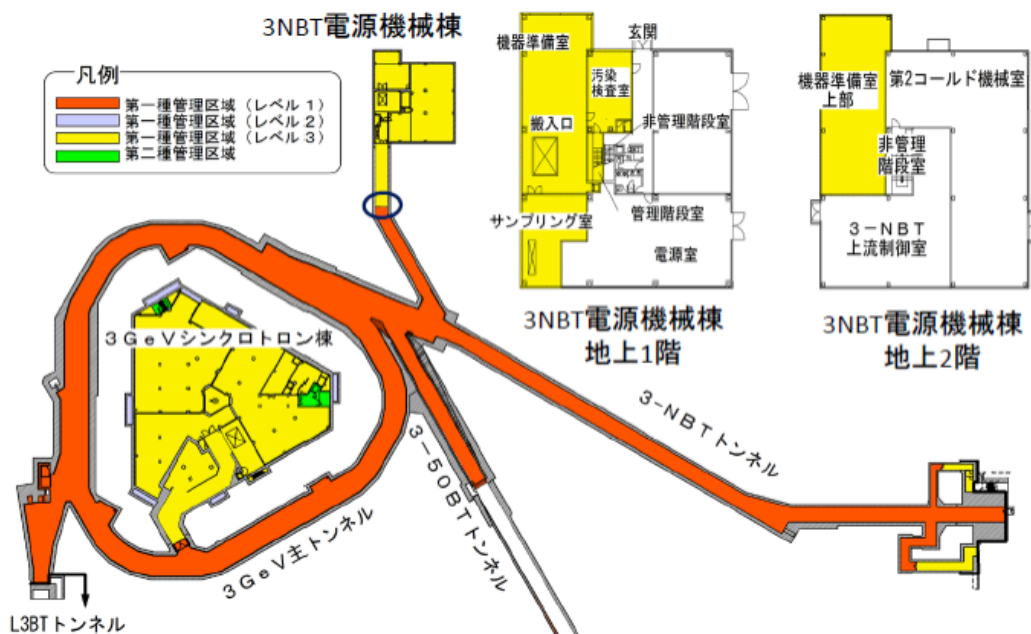 3NBT電源機械棟
凡例
第一種管理区域（レベル１）
第一種管理区域（レベル２）
第一種管理区域（レベル３）
第二種管理区域
機器準備室
玄関
汚染
検査室
非管理階段室
搬入口
管理階段室
サンプリング室
電源室
3NBT電源機械棟
地上1階
第2コールド機械室
機器準備室
上部
非管理
階段室
３−ＮＢＴ
上流制御室
3NBT電源機械棟
地上2階
３ＧｅＶシンクロトロン棟
３−ＮＢＴトンネル
３−５０ＢＴトンネル
３ＧｅＶ主トンネル
L3BTトンネル